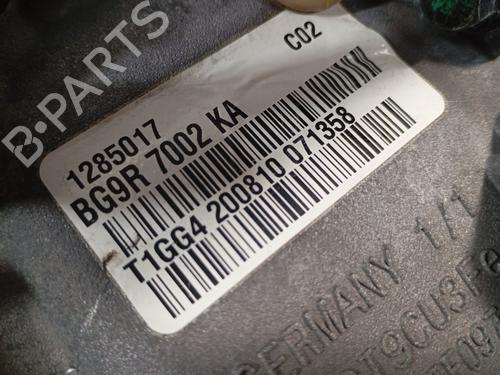 B-PARTS
C02
1285017
BG9R 7002 KA
T1GG4 200810 071358
GERMANY 1/1